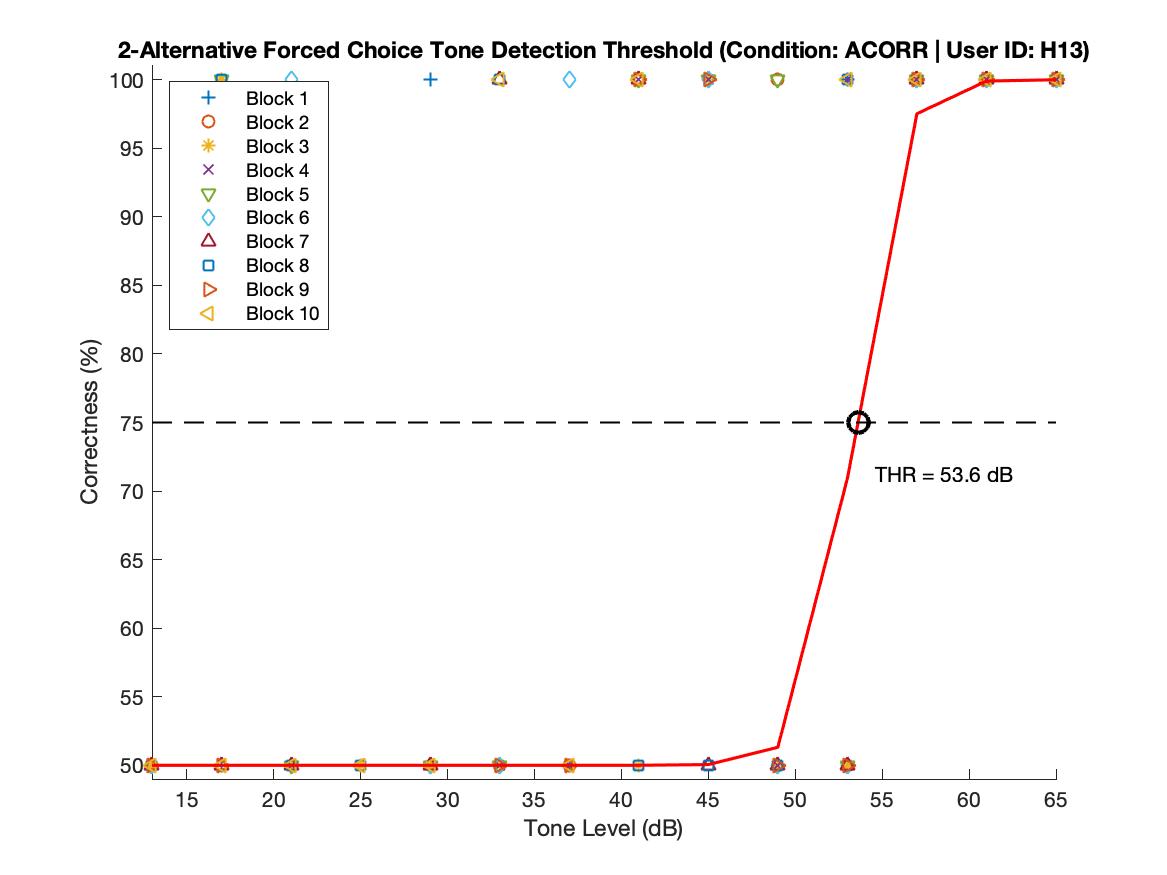 2-Alternative Forced Choice Tone Detection Threshold (Condition: ACORR | User ID: H13)
100
95
90
85
80
75
70
65
60
55
50
Correctness (%)
Block 1
Block 2
Block 3
Block 4
Block 5
Block 6
Block 7
Block 8
Block 9
Block 10
THR = 53.6 dB
15 20 25 30 35 40 45 50 55 60 65
Tone Level (dB)